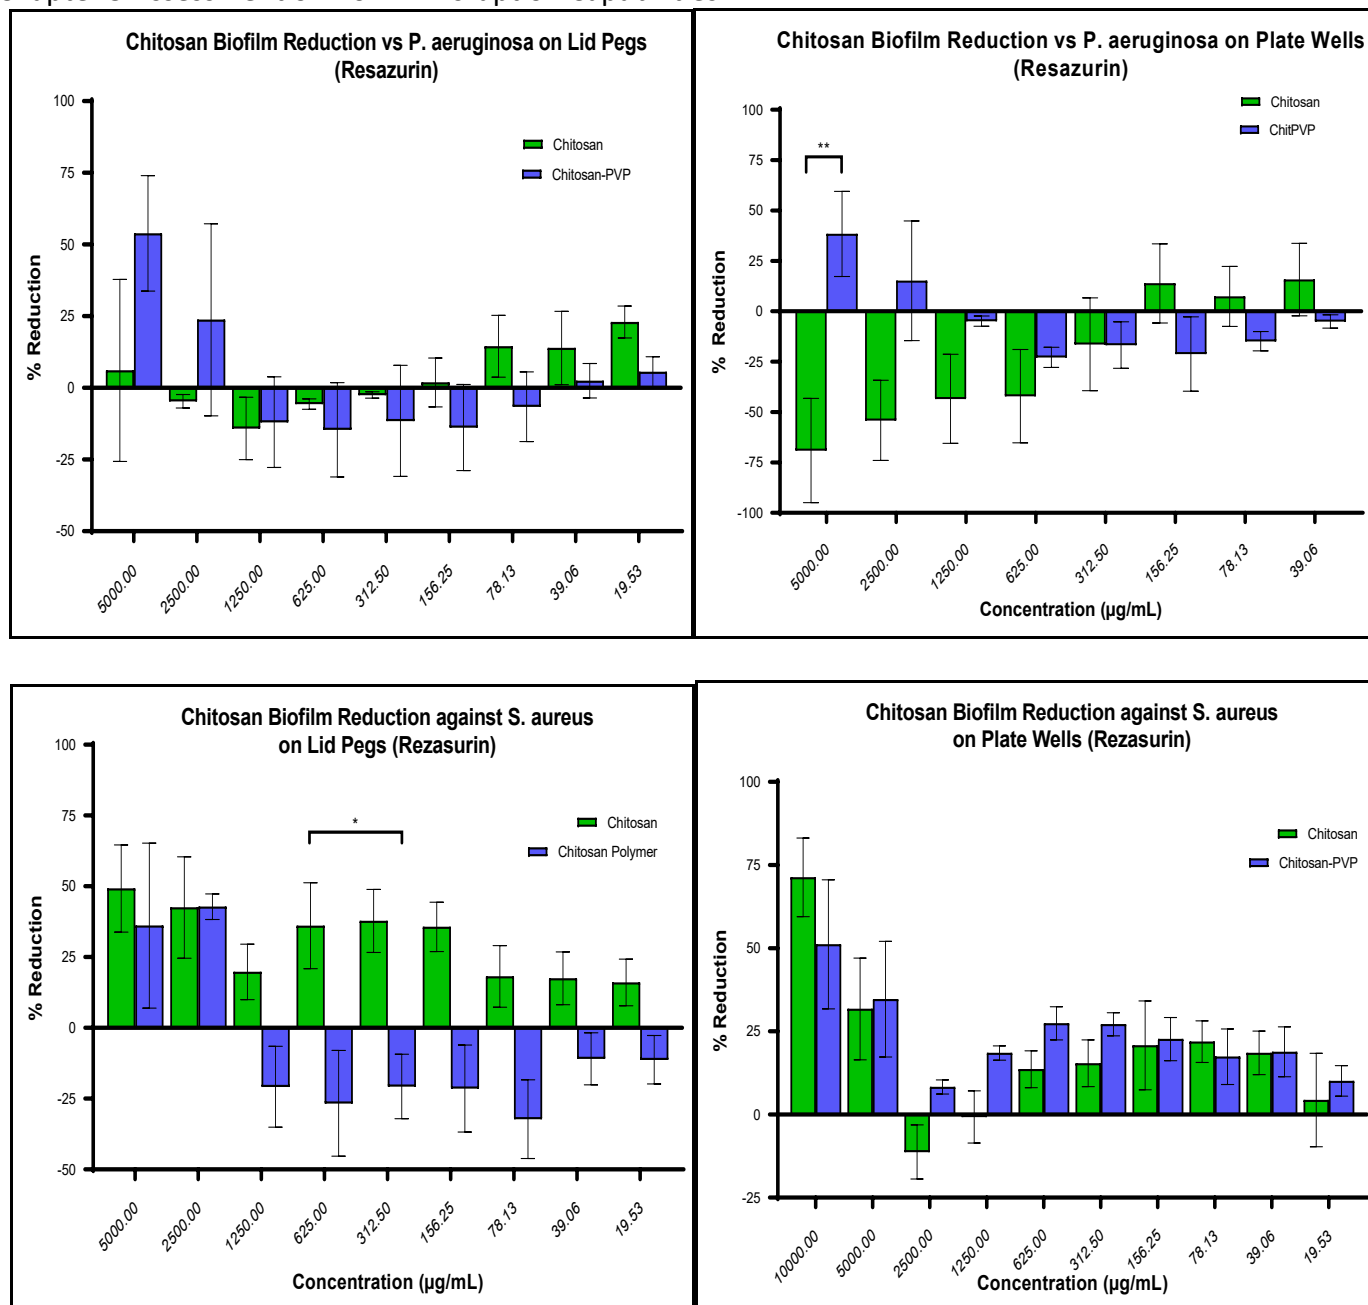 Chitosan Biofilm Reduction vs P. aeruginosa on Lid Pegs
(Resazurin)
100
75
50
25
0
-25
-50
% Reduction
Chitosan
Chitosan-PVP
5000.00
2500.00
1250.00
625.00
312.50
156.25
78.13
39.06
19.53
Chitosan Biofilm Reduction vs P. aeruginosa on Plate Wells
(Resazurin)
100
75
50
25
0
-25
-50
-75
-100
% Reduction
**
Chitosan
ChitPVP
5000.00
2500.00
1250.00
625.00
312.50
156.25
78.13
39.06
Concentration (µg/mL)
Chitosan Biofilm Reduction against S. aureus
on Lid Pegs (Rezasurin)
100
75
50
25
0
-25
-50
% Reduction
*
Chitosan
Chitosan Polymer
5000.00
2500.00
1250.00
625.00
312.50
156.25
78.13
39.06
19.53
Concentration (µg/mL)
Chitosan Biofilm Reduction against S. aureus
on Plate Wells (Rezasurin)
100
75
50
25
0
-25
% Reduction
Chitosan
Chitosan-PVP
10000.00
5000.00
2500.00
1250.00
625.00
312.50
156.25
78.13
39.06
19.53
Concentration (µg/mL)